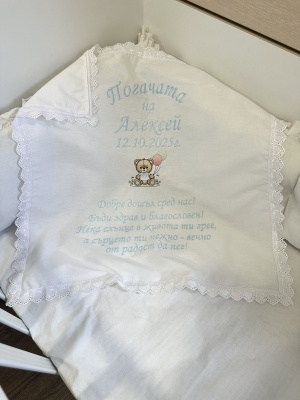 Погачата
на
Алексей
12.10.2025г.
Добре дошъл сред нас!
Бъди здрав и благословен!
Нека слънце в живота ти грее,
а сърцето ти нежно - вечно
от радост да пее!